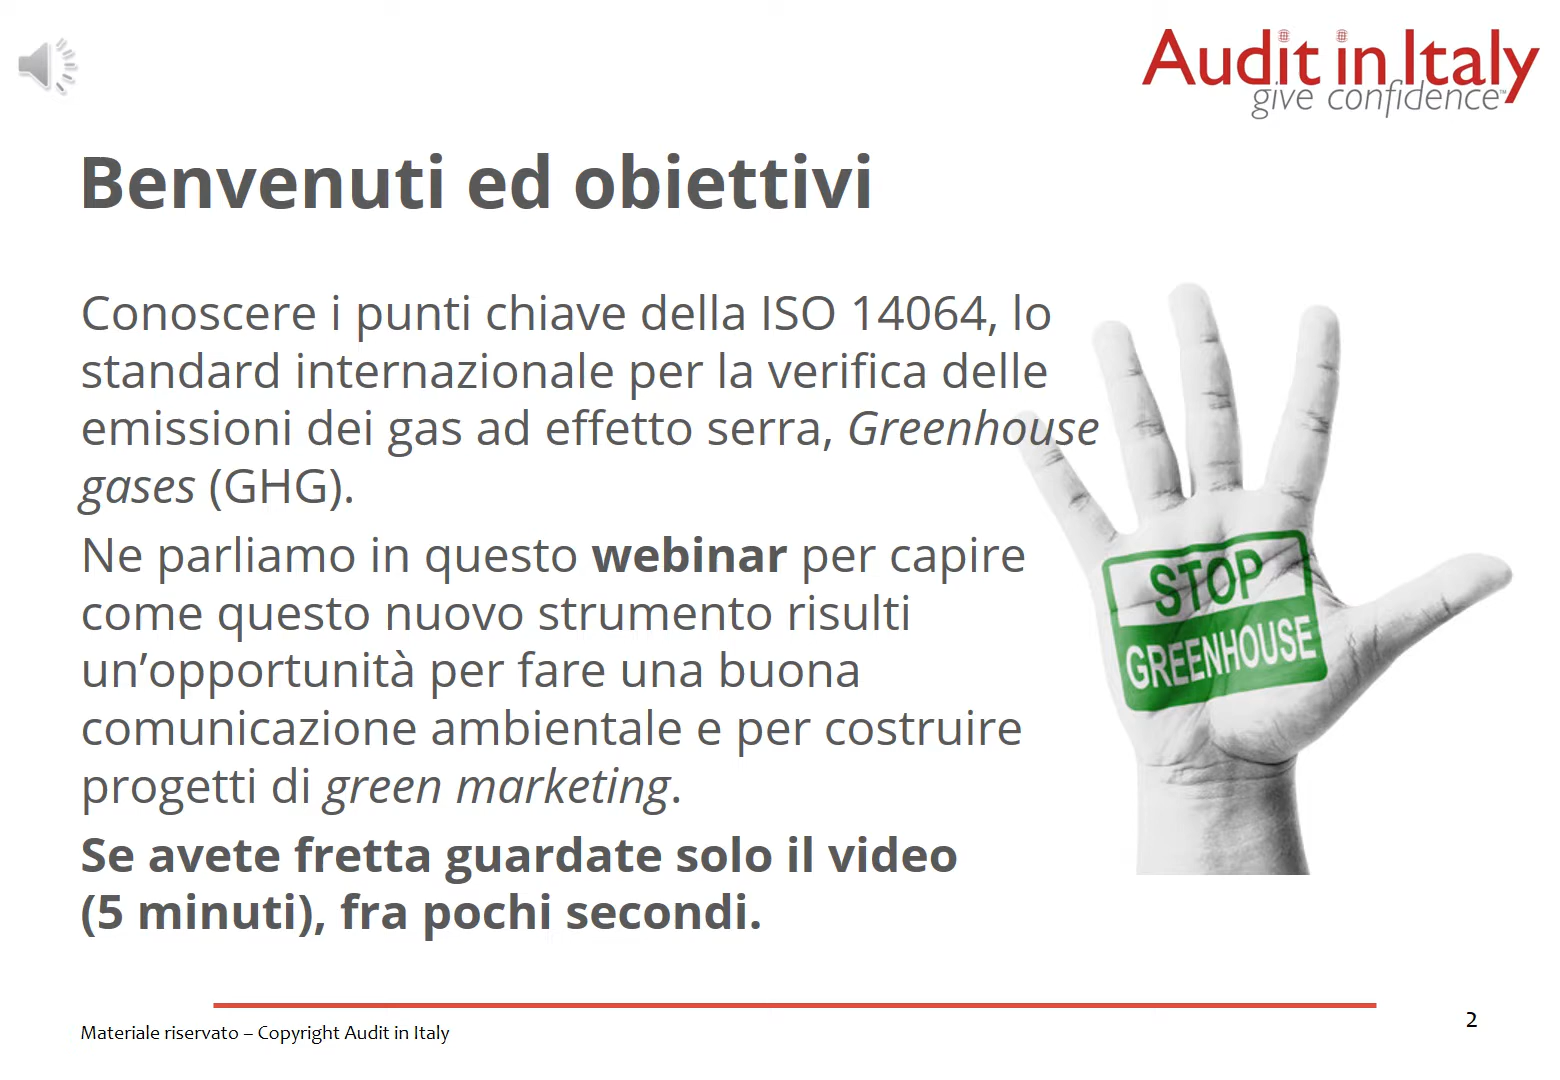 Audit in Italy
give confidence™
Benvenuti ed obiettivi
Conoscere i punti chiave della ISO 14064, lo
standard internazionale per la verifica delle
emissioni dei gas ad effetto serra, Greenhouse
gases (GHG).
Ne parliamo in questo webinar per capire
come questo nuovo strumento risulti
un’opportunità per fare una buona
comunicazione ambientale e per costruire
progetti di green marketing.
Se avete fretta guardate solo il video
(5 minuti), fra pochi secondi.
STOP
GREENHOUSE
Materiale riservato – Copyright Audit in Italy
2